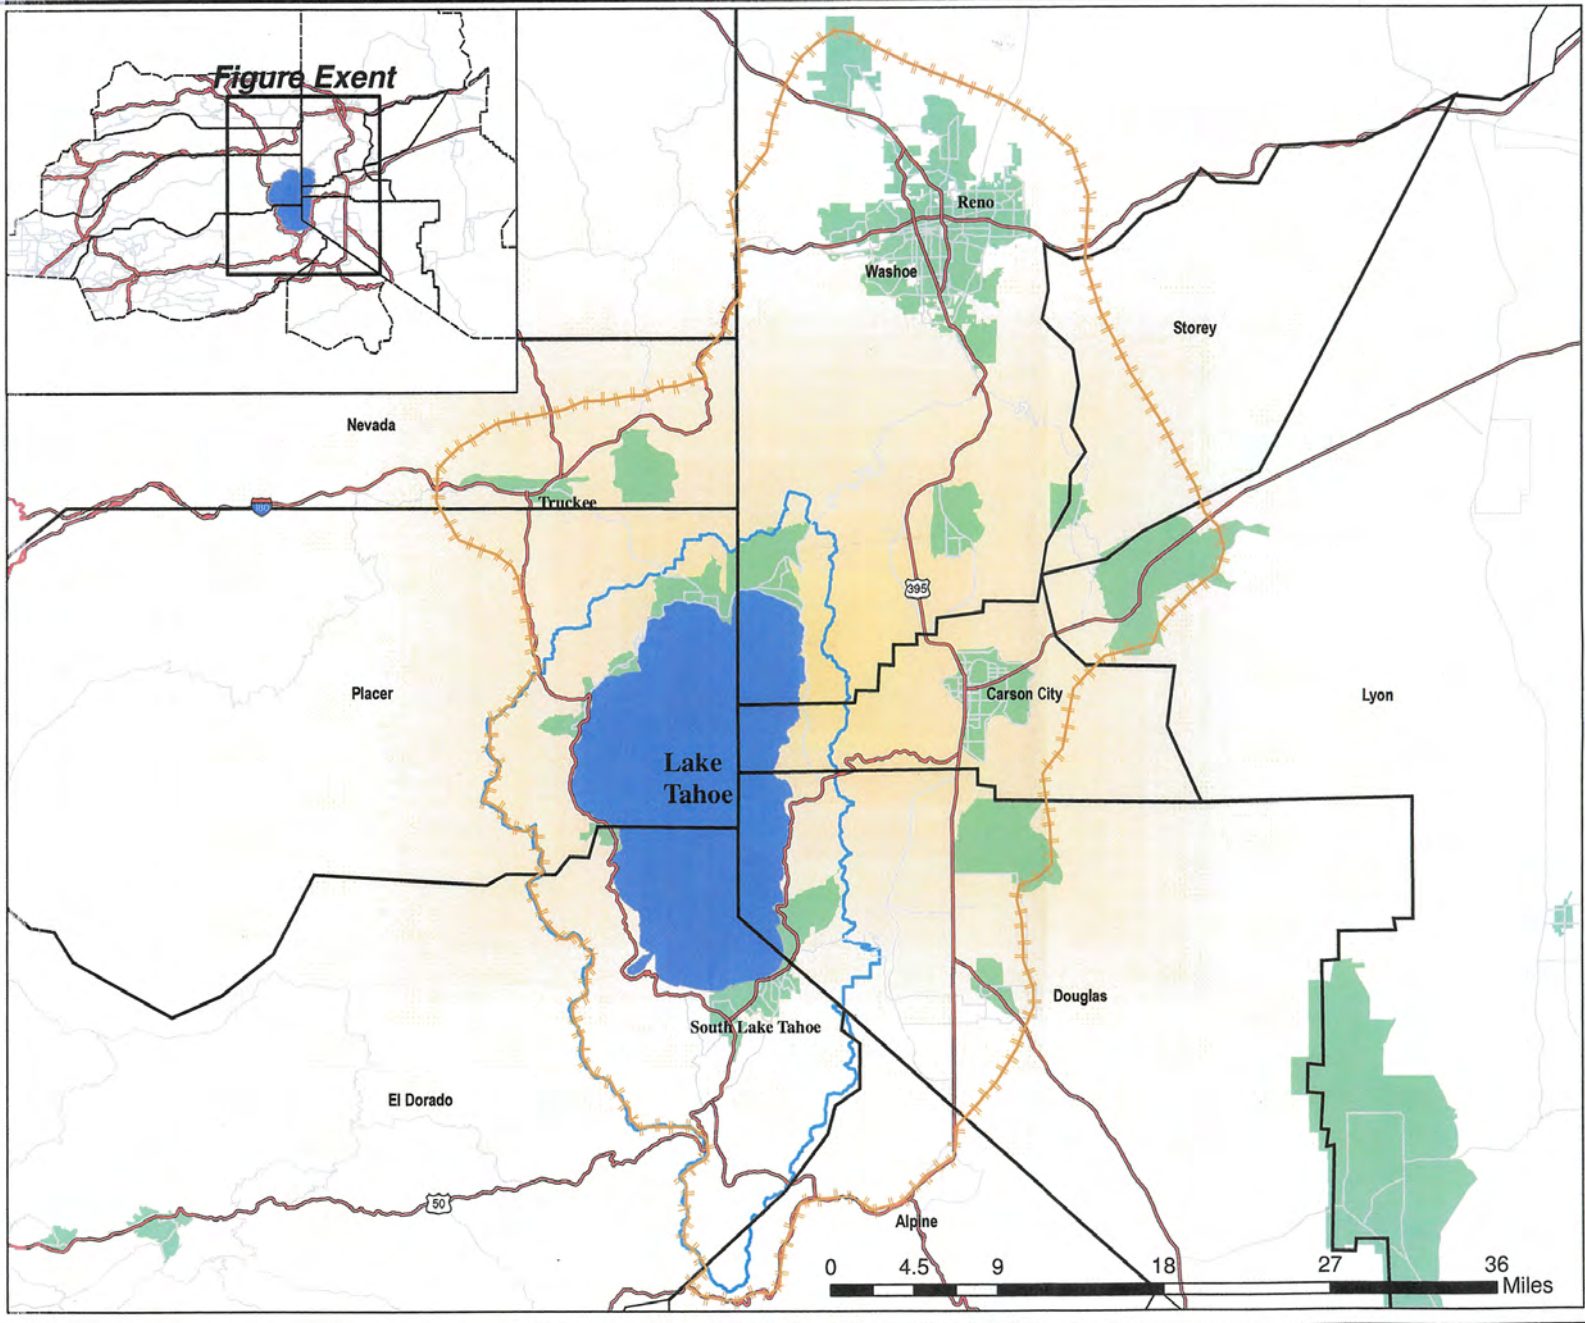 Figure Exent
Reno
Washoe
Storey
Nevada
Truckee
80
395
Placer
Carson City
Lyon
Lake
Tahoe
Douglas
South Lake Tahoe
El Dorado
50
Alpine
0 4.5 9 18 27 36
Miles